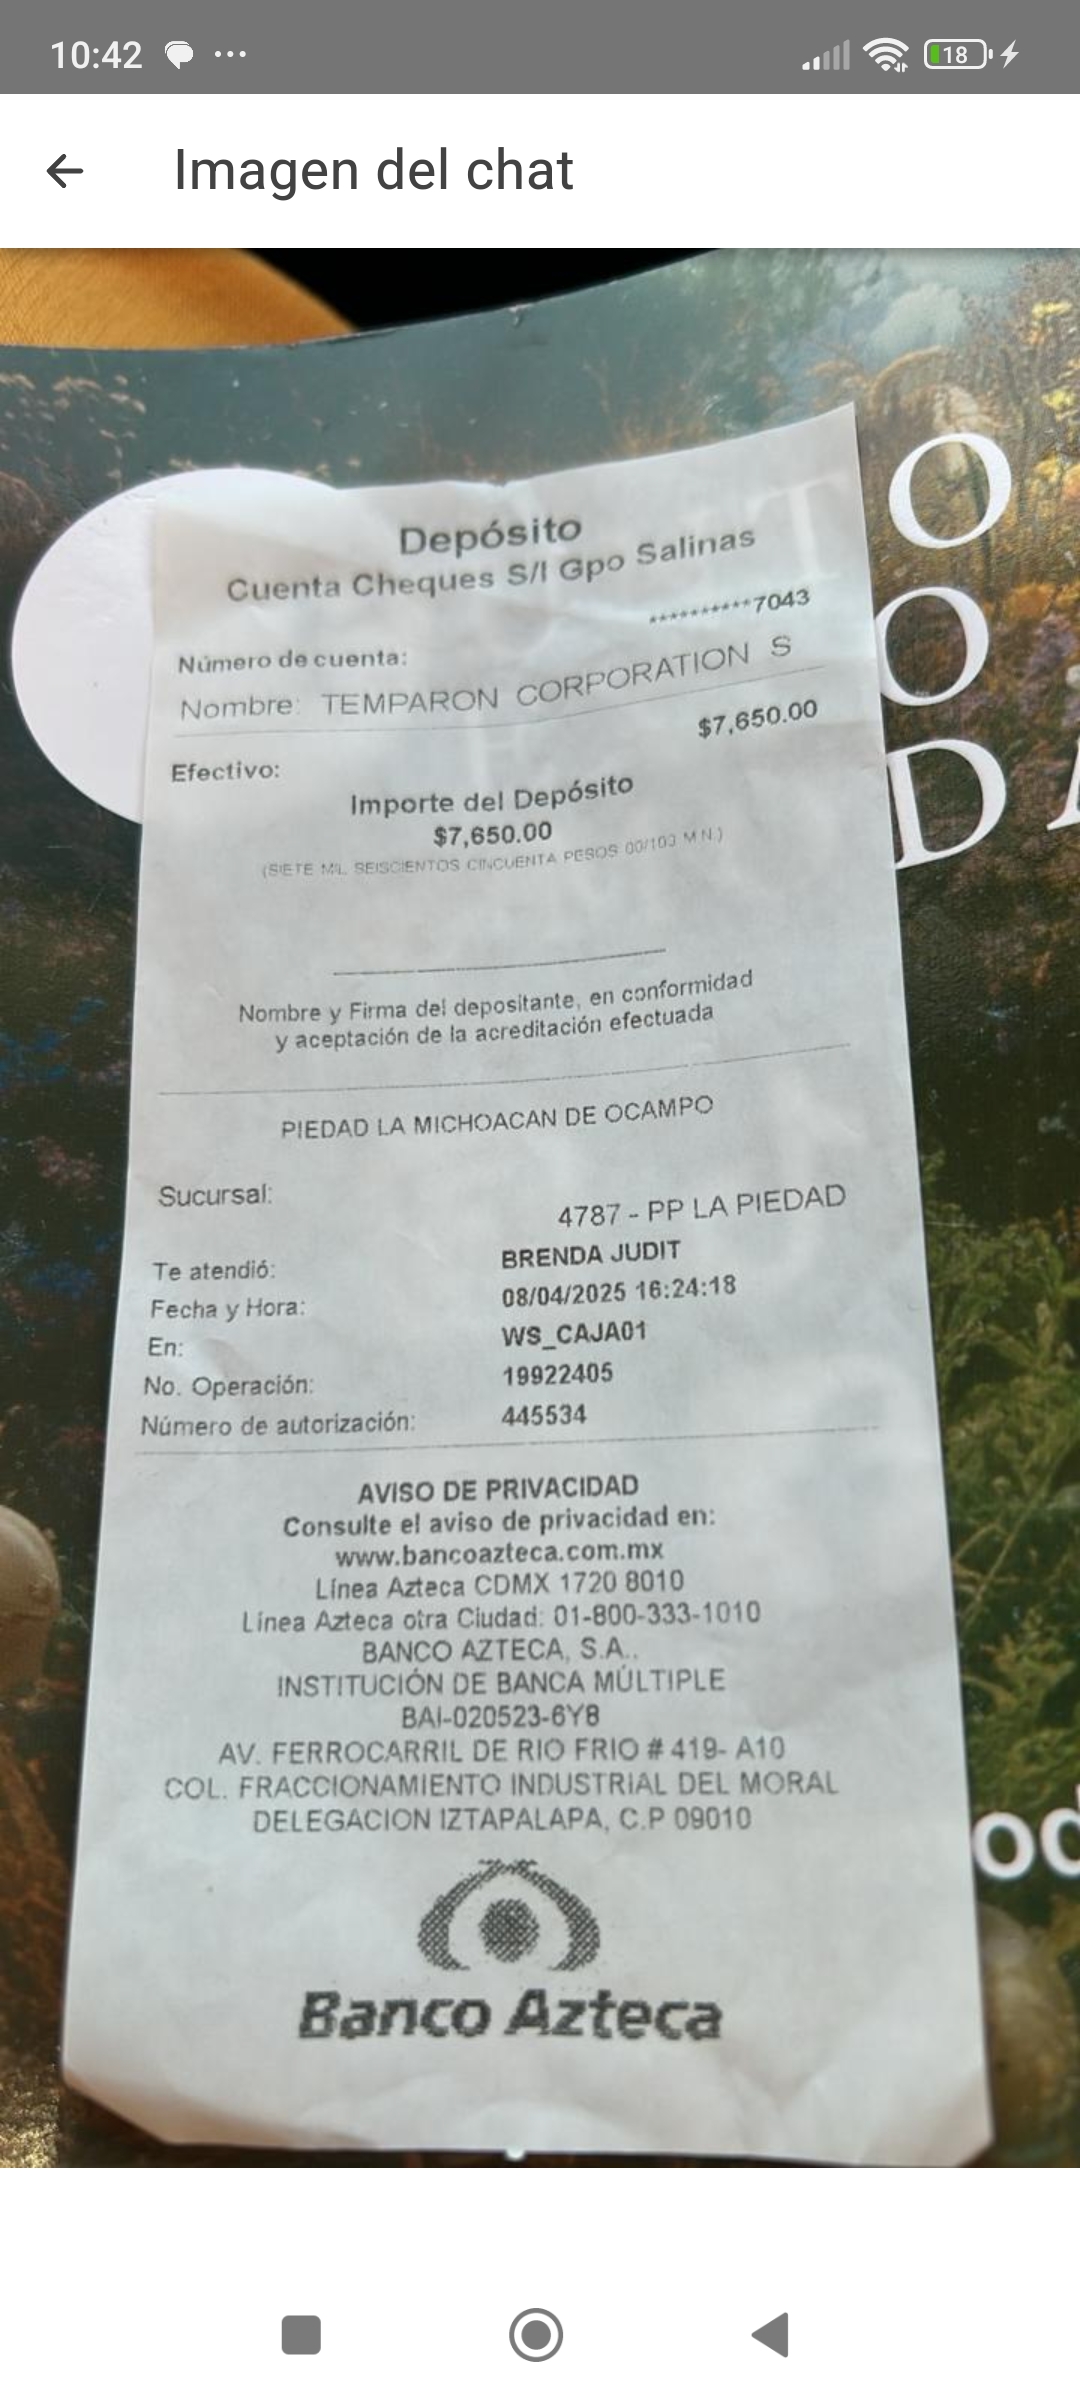 10:42
18
Imagen del chat
O
O
DA
Depósito
Cuenta Cheques S/I Gpo Salinas
Número de cuenta: **********7043
Nombre: TEMPARON CORPORATION S
Efectivo: $7,650.00
Importe del Depósito
$7,650.00
(SIETE MIL SEISCIENTOS CINCUENTA PESOS 00/100 M N )
Nombre y Firma del depositante, en conformidad
y aceptación de la acreditación efectuada
PIEDAD LA MICHOACAN DE OCAMPO
Sucursal: 4787 - PP LA PIEDAD
Te atendió: BRENDA JUDIT
Fecha y Hora: 08/04/2025 16:24:18
En: WS_CAJA01
No. Operación: 19922405
Número de autorización: 445534
AVISO DE PRIVACIDAD
Consulte el aviso de privacidad en:
www.bancoazteca.com.mx
Línea Azteca CDMX 1720 8010
Línea Azteca otra Ciudad: 01-800-333-1010
BANCO AZTECA, S.A..
INSTITUCIÓN DE BANCA MÚLTIPLE
BAI-020523-6Y8
AV. FERROCARRIL DE RIO FRIO # 419- A10
COL. FRACCIONAMIENTO INDUSTRIAL DEL MORAL
DELEGACION IZTAPALAPA, C.P 09010
Banco Azteca